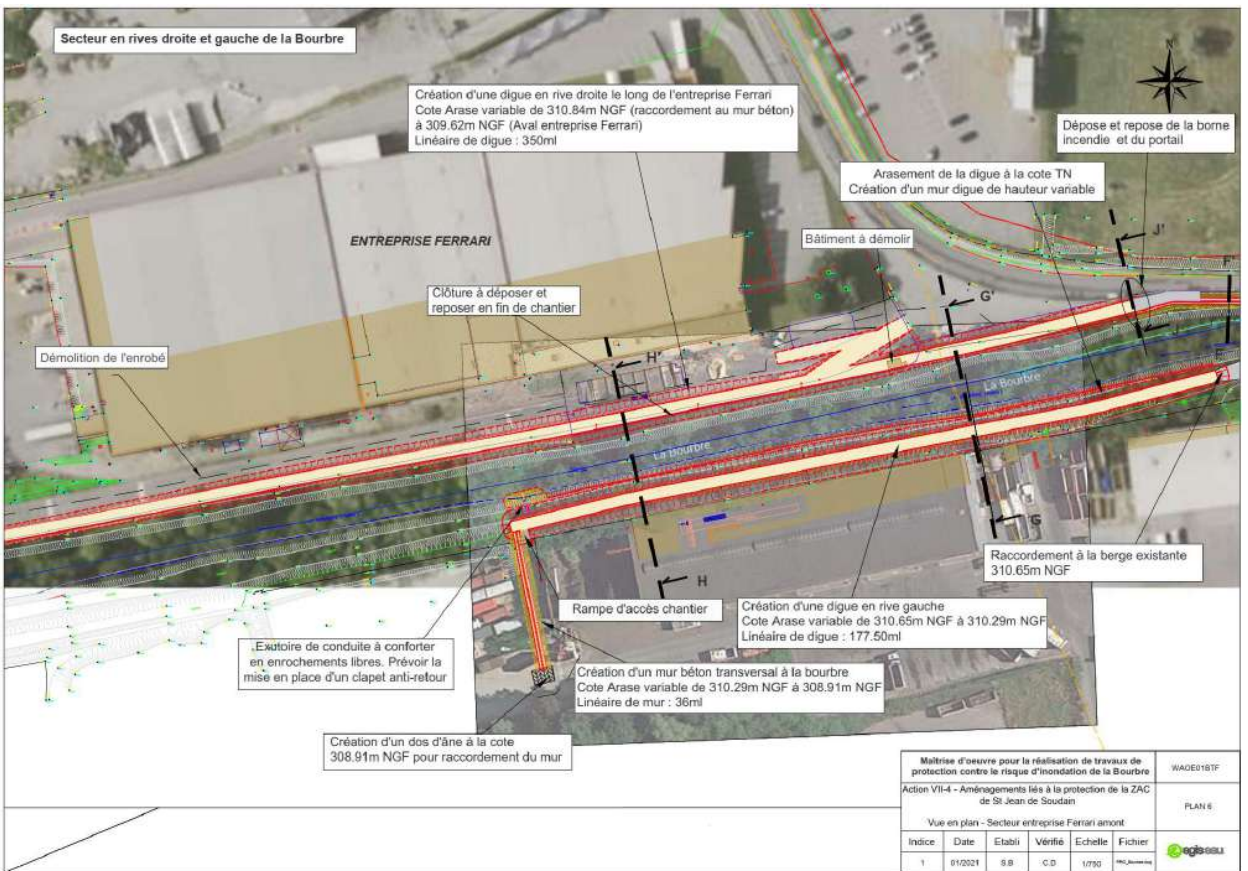 Secteur en rives droite et gauche de la Bourbre
Création d'une digue en rive droite le long de l'entreprise Ferrari
Cote Arase variable de 310.84m NGF (raccordement au mur béton)
à 309.62m NGF (Aval entreprise Ferrari)
Linéaire de digue : 350ml
N
Dépose et repose de la borne
incendie et du portail
Arasement de la digue à la cote TN
Création d'un mur digue de hauteur variable
ENTREPRISE FERRARI
Bâtiment à démolir
J'
G'
F'
Clôture à déposer et
reposer en fin de chantier
Démolition de l'enrobé
H'
J
F
La Bourbre
La Bourbre
G
H
Raccordement à la berge existante
310.65m NGF
Rampe d'accès chantier
Création d'une digue en rive gauche
Cote Arase variable de 310.65m NGF à 310.29m NGF
Linéaire de digue : 177.50ml
Exutoire de conduite à conforter
en enrochements libres. Prévoir la
mise en place d'un clapet anti-retour
Création d'un mur béton transversal à la bourbre
Cote Arase variable de 310.29m NGF à 308.91m NGF
Linéaire de mur : 36ml
Création d'un dos d'âne à la cote
308.91m NGF pour raccordement du mur
Maîtrise d'oeuvre pour la réalisation de travaux de
protection contre le risque d'inondation de la Bourbre
WAOE01BTF
Action VII-4 - Aménagements liés à la protection de la ZAC
de St Jean de Soudain
PLAN 6
Vue en plan - Secteur entreprise Ferrari amont
Indice Date Etabli Vérifié Echelle Fichier
1 01/2021 S.B C.D 1/750
egis eau